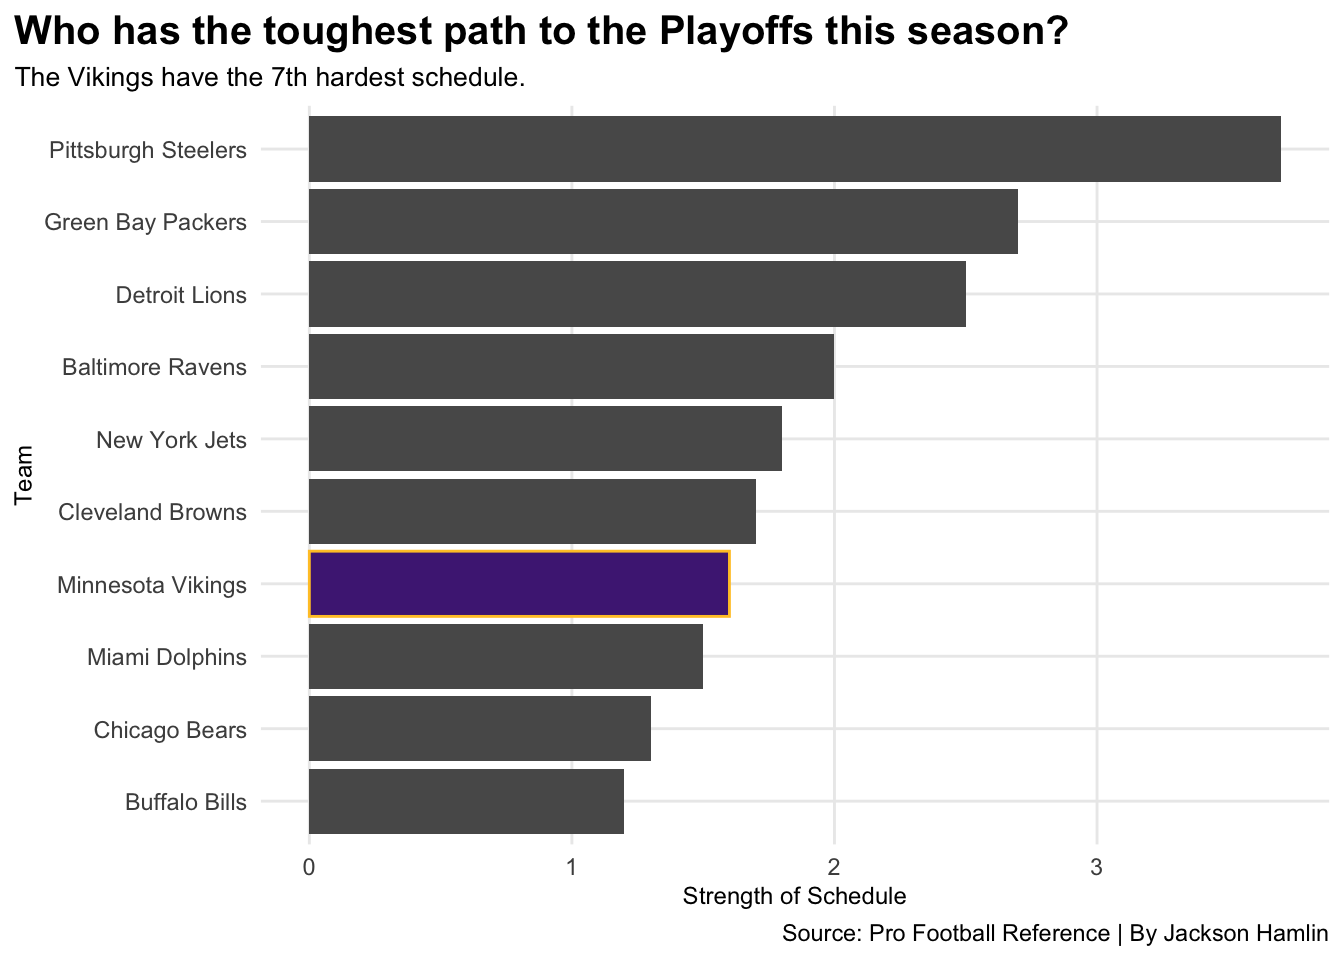 Who has the toughest path to the Playoffs this season?
The Vikings have the 7th hardest schedule.
Pittsburgh Steelers
Green Bay Packers
Detroit Lions
Baltimore Ravens
New York Jets
Cleveland Browns
Minnesota Vikings
Miami Dolphins
Chicago Bears
Buffalo Bills
Team
0 1 2 3
Strength of Schedule
Source: Pro Football Reference | By Jackson Hamlin